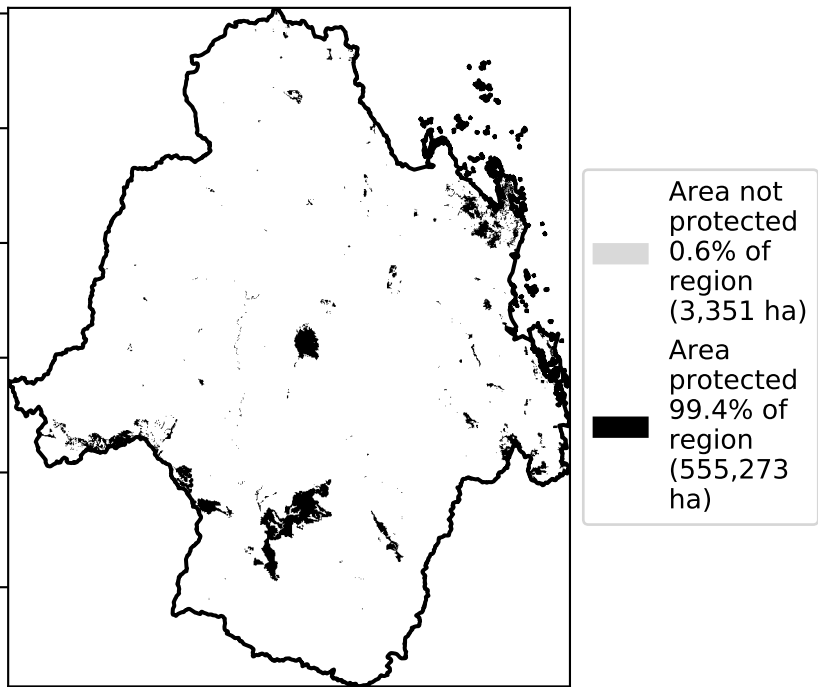 Area not
protected
0.6% of
region
(3,351 ha)
Area
protected
99.4% of
region
(555,273
ha)